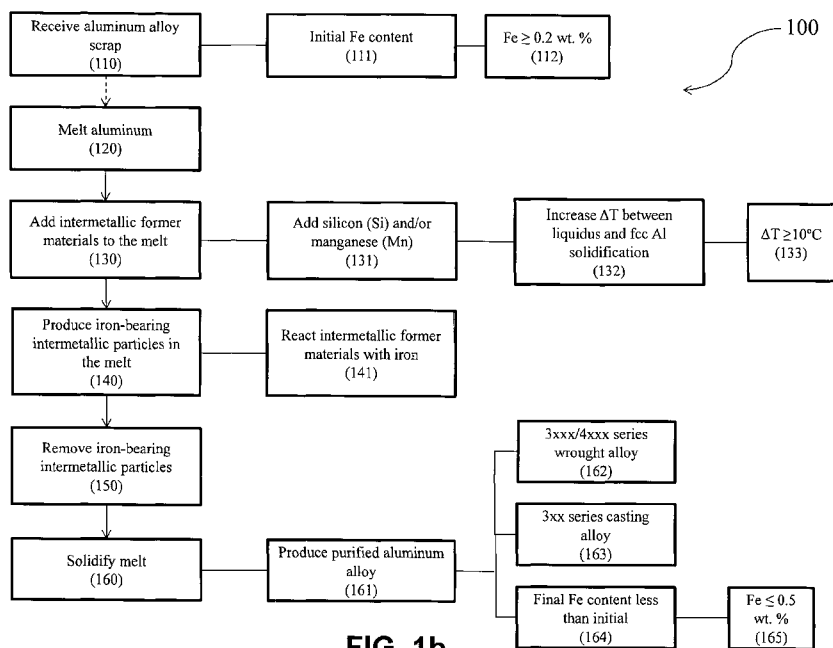 Receive aluminum alloy
scrap
(110)
Initial Fe content
(111)
Fe ≥ 0.2 wt. %
(112)
100
Melt aluminum
(120)
Add intermetallic former
materials to the melt
(130)
Add silicon (Si) and/or
manganese (Mn)
(131)
Increase ΔT between
liquidus and fcc Al
solidification
(132)
ΔT ≥10°C
(133)
Produce iron-bearing
intermetallic particles in
the melt
(140)
React intermetallic former
materials with iron
(141)
Remove iron-bearing
intermetallic particles
(150)
3xxx/4xxx series
wrought alloy
(162)
3xx series casting
alloy
(163)
Solidify melt
(160)
Produce purified aluminum
alloy
(161)
Final Fe content less
than initial
(164)
Fe ≤ 0.5
wt. %
(165)
FIG. 1b